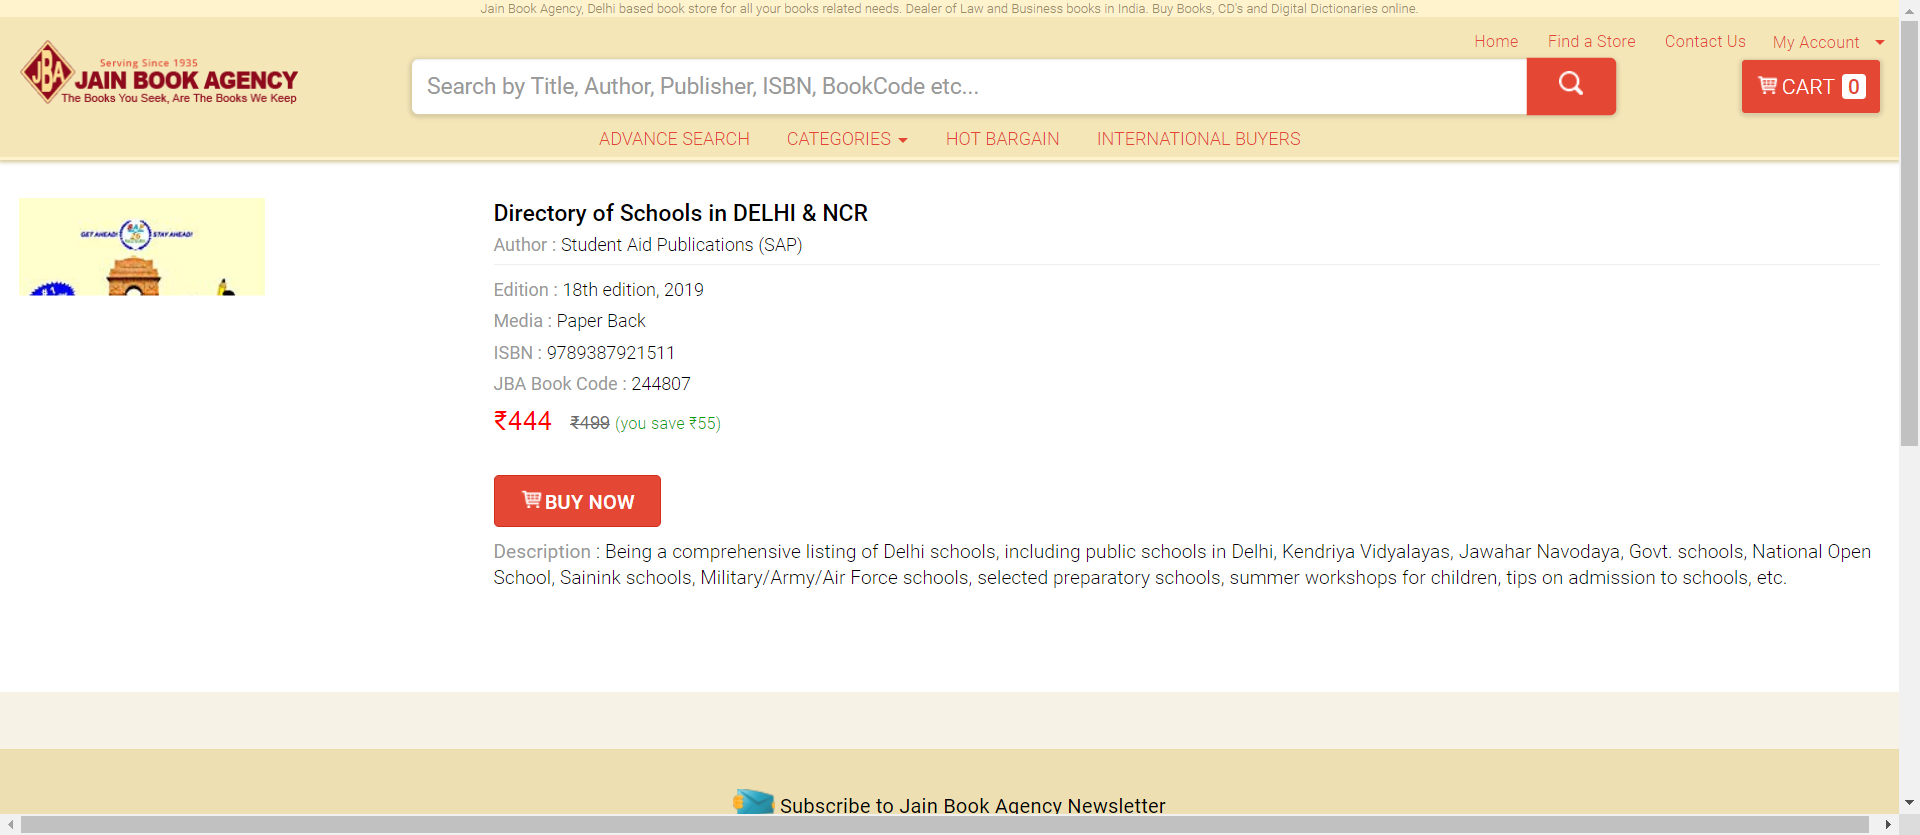 Jain Book Agency, Delhi based book store for all your books related needs. Dealer of Law and Business books in India. Buy Books, CD's and Digital Dictionaries online.
Home Find a Store Contact Us My Account
Serving Since 1935
JBA JAIN BOOK AGENCY
The Books You Seek, Are The Books We Keep
Search by Title, Author, Publisher, ISBN, BookCode etc...
CART 0
ADVANCE SEARCH CATEGORIES HOT BARGAIN INTERNATIONAL BUYERS
GET AHEAD! SAP STAY AHEAD!
#1
Directory of Schools in DELHI & NCR
Author : Student Aid Publications (SAP)
Edition : 18th edition, 2019
Media : Paper Back
ISBN : 9789387921511
JBA Book Code : 244807
₹444 ₹499 (you save ₹55)
BUY NOW
Description : Being a comprehensive listing of Delhi schools, including public schools in Delhi, Kendriya Vidyalayas, Jawahar Navodaya, Govt. schools, National Open
School, Sainink schools, Military/Army/Air Force schools, selected preparatory schools, summer workshops for children, tips on admission to schools, etc.
Subscribe to Jain Book Agency Newsletter